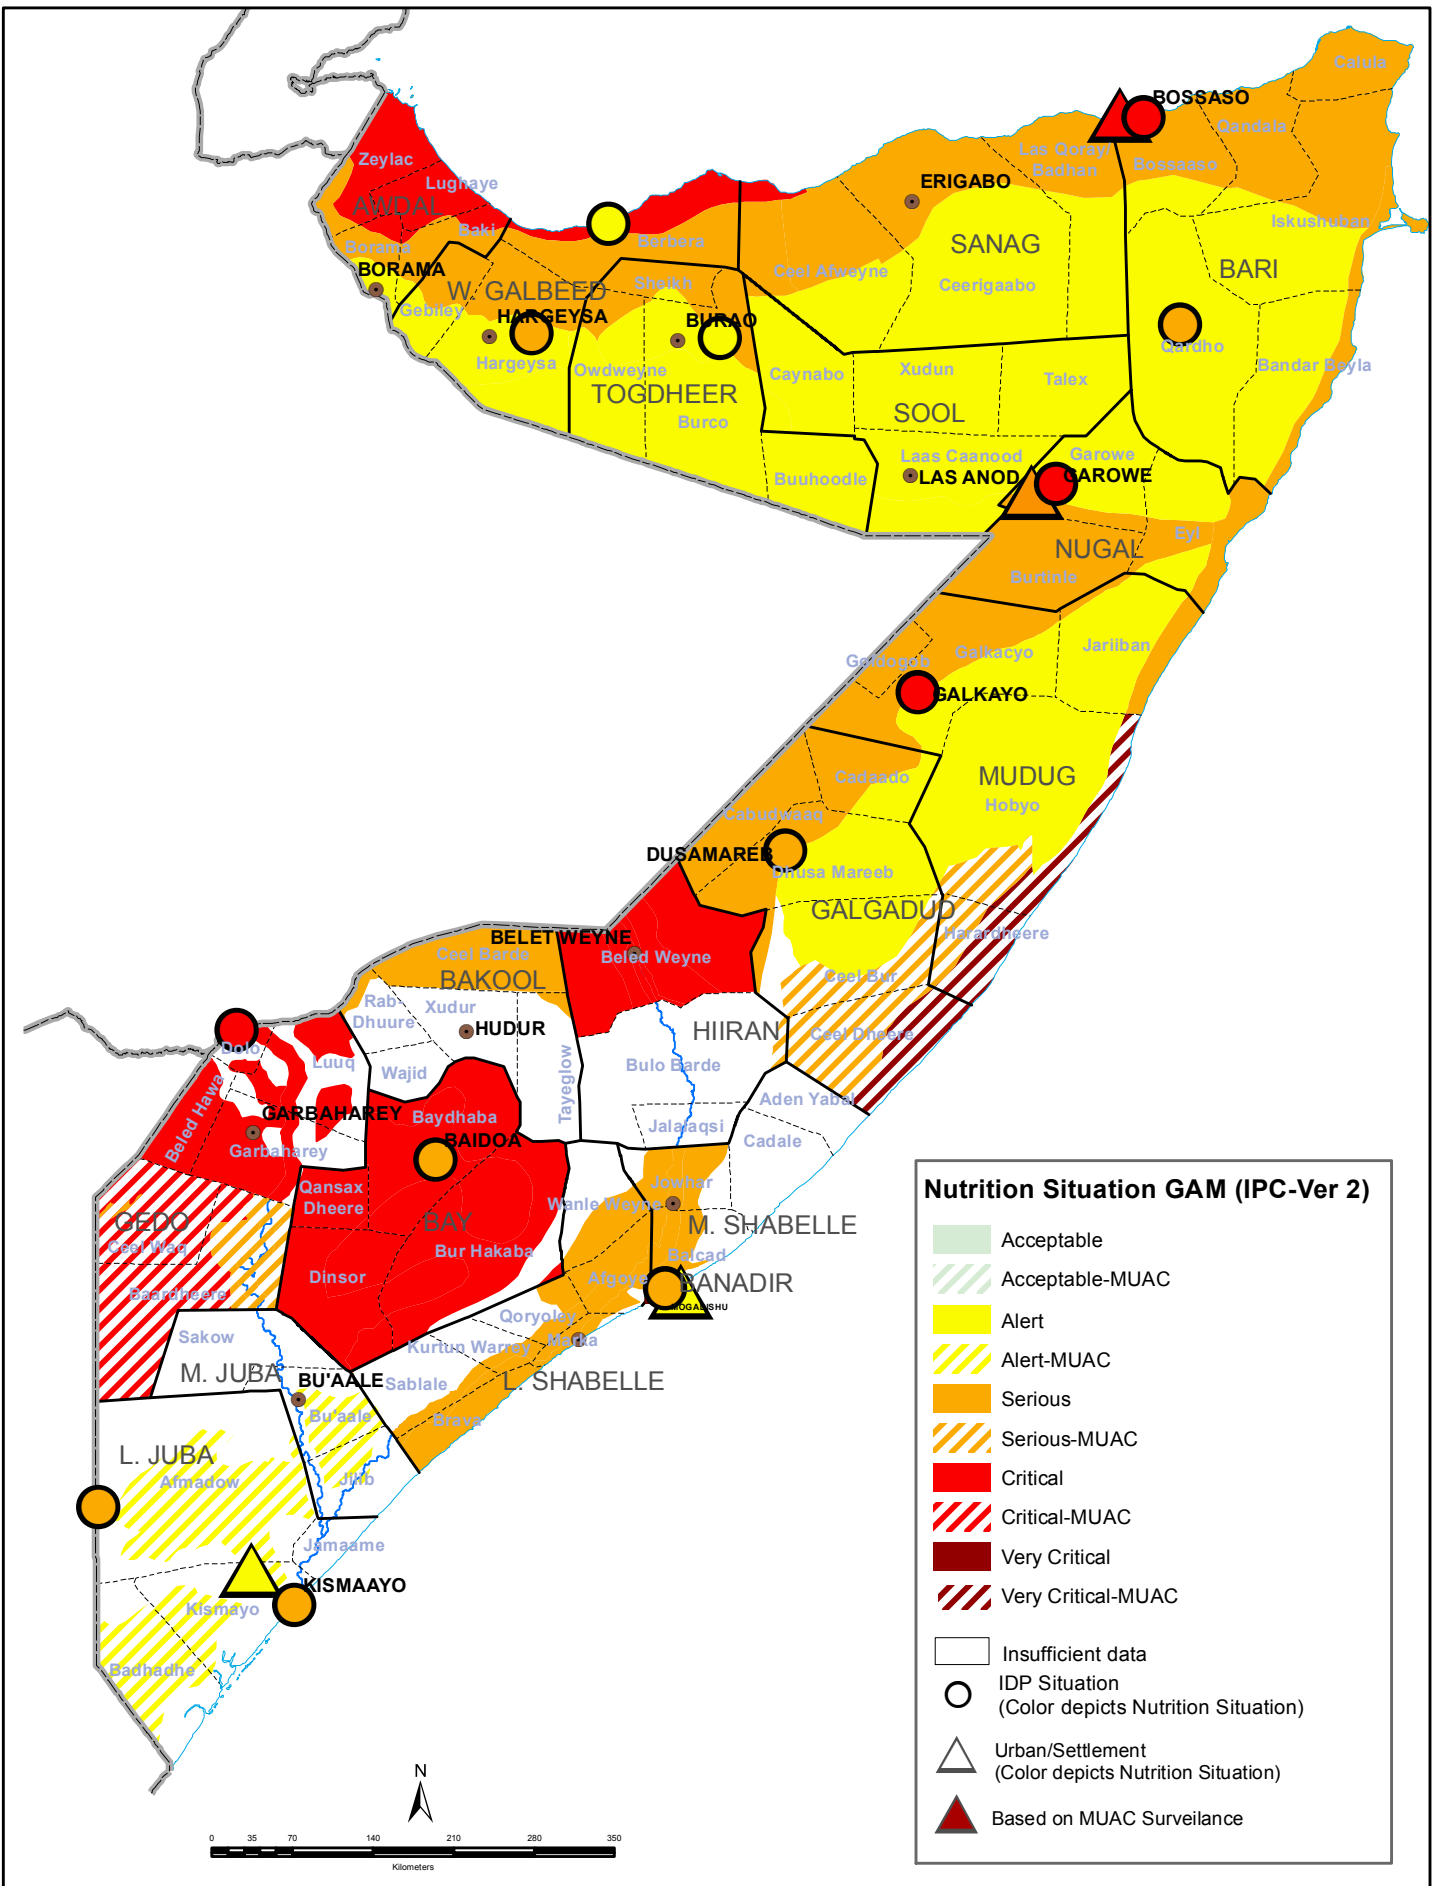 Calula
BOSSASO
Qandala
Las Qoray/
Badhan
Bossaaso
Zeylac
Lughaye
ERIGABO
AWDAL
Iskushuban
Baki
Berbera
Borama
SANAG
BORAMA
Ceel Afweyne
BARI
Sheikh
W. GALBEED
Ceerigaabo
Gebiley
HARGEYSA
BURAO
Qardho
Hargeysa
Owdweyne
Caynabo
Xudun
Talex
Bandar Beyla
TOGDHEER
SOOL
Burco
Laas Caanood
Garowe
Buuhoodle
LAS ANOD
GAROWE
Eyl
NUGAL
Burtinle
Jariiban
Galkacyo
Goldogob
GALKAYO
MUDUG
Cadaado
Hobyo
Cabudwaaq
DUSAMAREB
Dhusa Mareeb
GALGADUD
BELET WEYNE
Harardheere
Ceel Barde
Beled Weyne
BAKOOL
Ceel Bur
Rab-
Dhuure
Xudur
HUDUR
HIIRAN
Ceel Dheere
Dolo
Luuq
Bulo Barde
Wajid
Tayeglow
Aden Yabal
Beled Hawa
GARBAHAREY
Baydhaba
Jalalaqsi
BAIDOA
Cadale
Garbaharey
Qansax
Dheere
Jowhar
Wanle Weyne
GEDO
BAY
M. SHABELLE
Ceel Waq
Bur Hakaba
Balcad
Dinsor
Afgoye
BANADIR
Baardheere
MOGADISHU
Qoryoley
Sakow
Kurtun Warrey
Marka
M. JUBA
BU'AALE
Sablale
L. SHABELLE
Bu'aale
Brava
L. JUBA
Afmadow
Jilib
Jamaame
KISMAAYO
Kismayo
Badhadhe
Nutrition Situation GAM (IPC-Ver 2)
Acceptable
Acceptable-MUAC
Alert
Alert-MUAC
Serious
Serious-MUAC
Critical
Critical-MUAC
Very Critical
Very Critical-MUAC
Insufficient data
IDP Situation
(Color depicts Nutrition Situation)
Urban/Settlement
(Color depicts Nutrition Situation)
Based on MUAC Surveilance
N
0 35 70 140 210 280 350
Kilometers